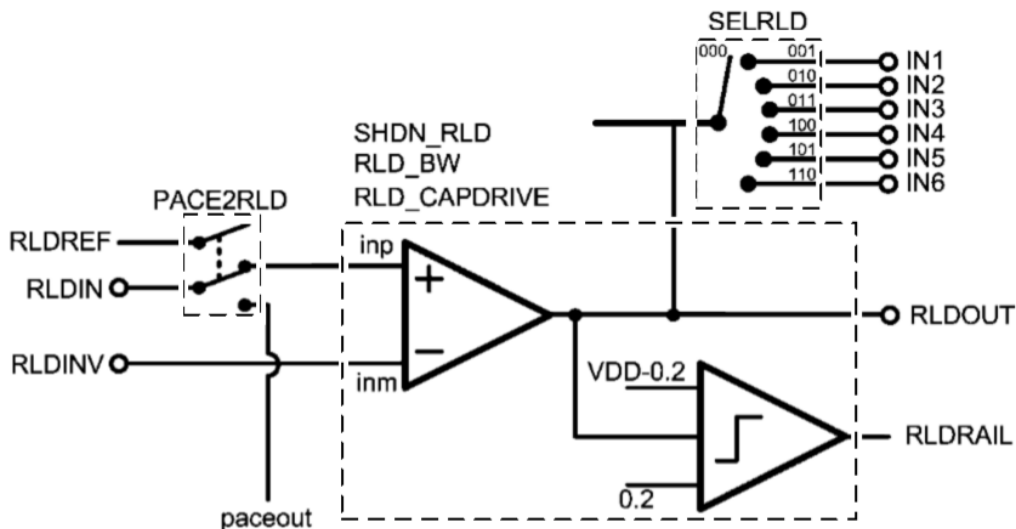 SELRLD
000
001
IN1
010
IN2
011
IN3
100
IN4
101
IN5
110
IN6
SHDN_RLD
RLD_BW
RLD_CAPDRIVE
PACE2RLD
RLDREF
inp
RLDIN
+
RLDOUT
RLDINV
−
inm
VDD-0.2
RLDRAIL
0.2
paceout